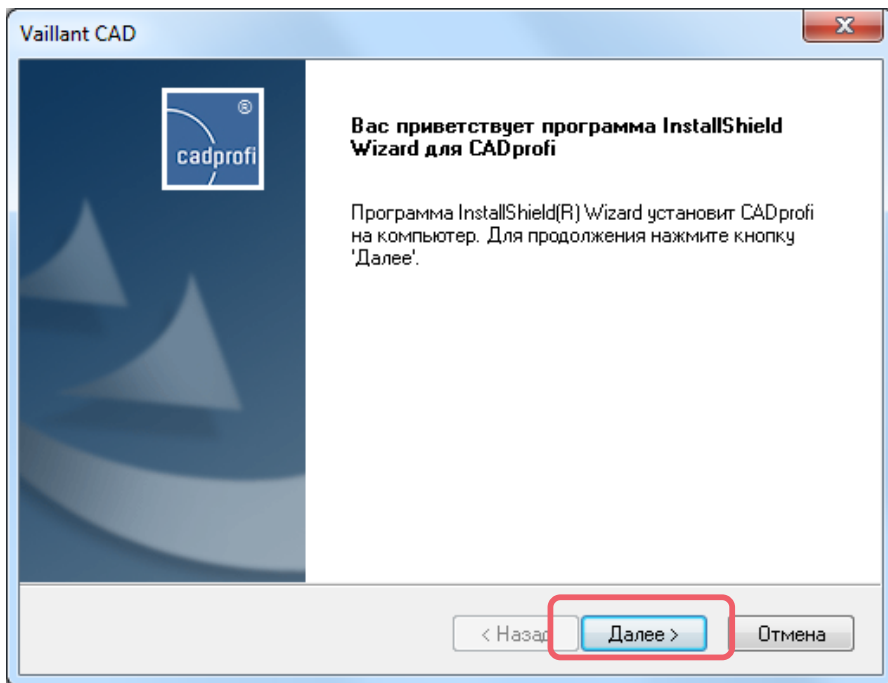 Vaillant CAD
®
cadprofi
Вас приветствует программа InstallShield
Wizard для CADprofi
Программа InstallShield(R) Wizard установит CADprofi
на компьютер. Для продолжения нажмите кнопку
'Далее'.
< Назад
Далее >
Отмена